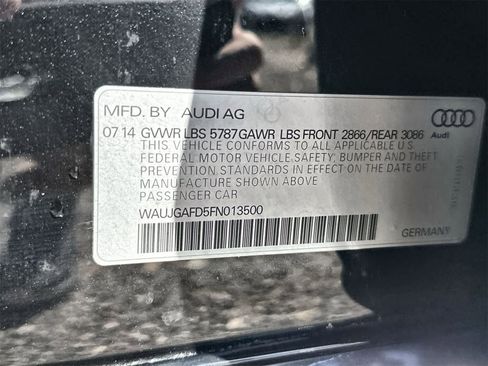 MFD. BY AUDI AG
07 14 GVWR LBS 5787 GAWR LBS FRONT 2866/REAR 3086
Audi
THIS VEHICLE CONFORMS TO ALL APPLICABLE U.S.
FEDERAL MOTOR VEHICLE SAFETY, BUMPER AND THEFT
PREVENTION STANDARDS IN EFFECT ON THE DATE OF
MANUFACTURE SHOWN ABOVE.
PASSENGER CAR
WAUJGAFD5FN013500
GERMANY